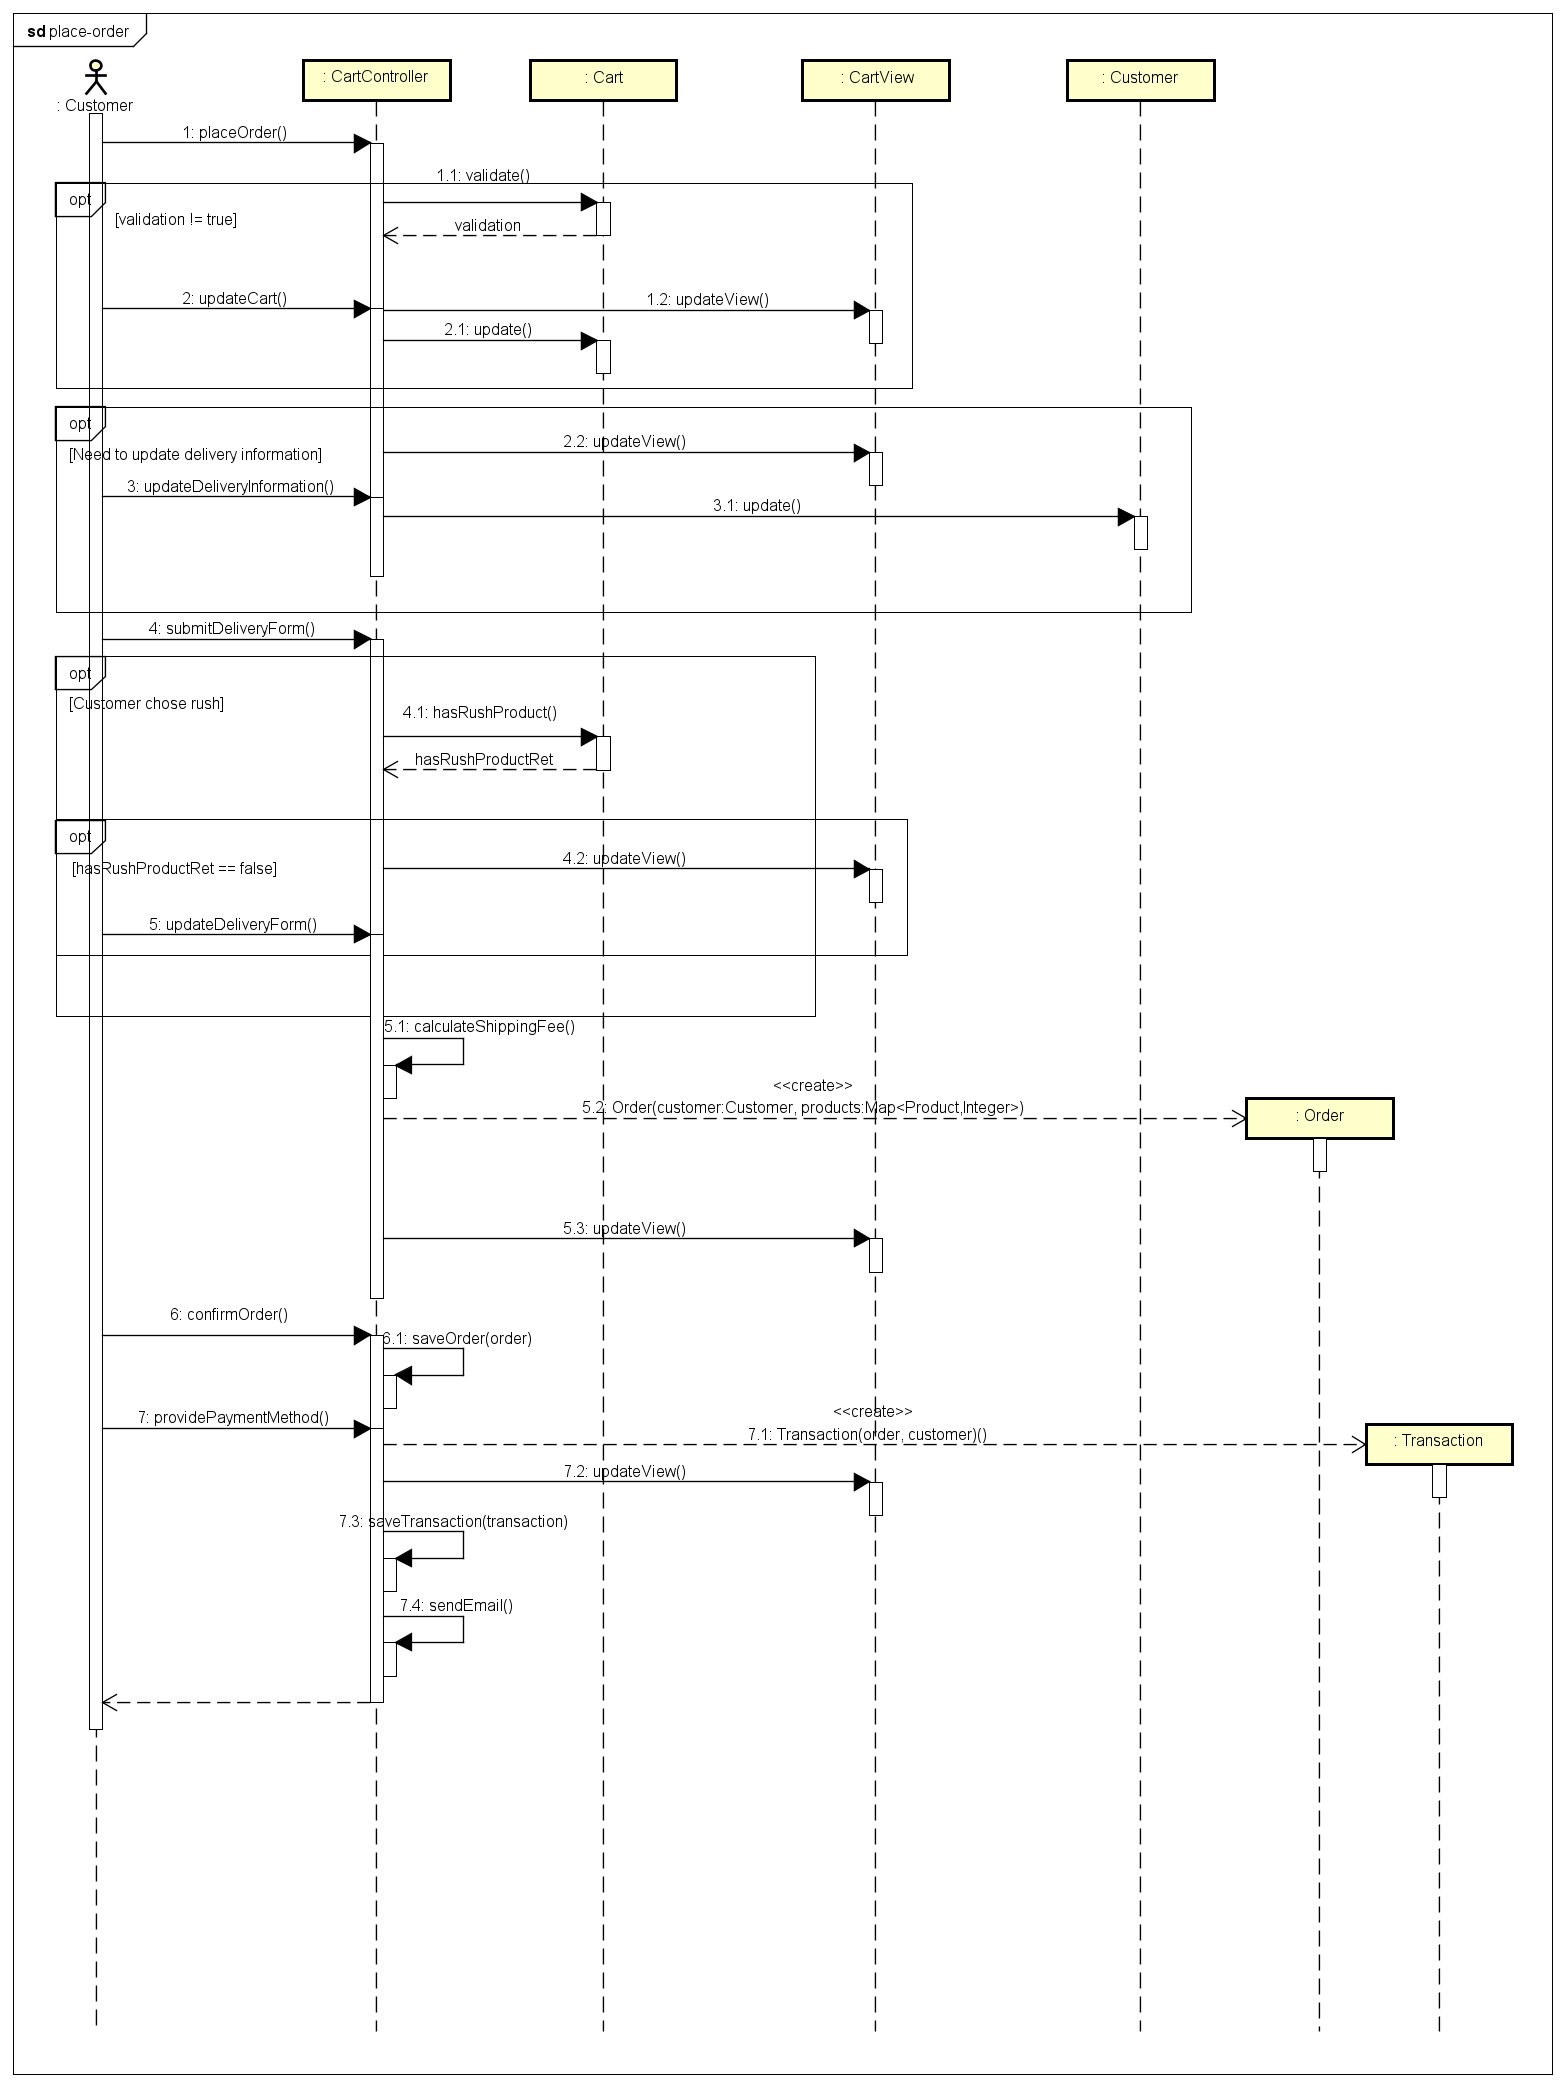 sd place-order
: Customer
: CartController
: Cart
: CartView
: Customer
1: placeOrder()
1.1: validate()
opt
[validation != true]
validation
2: updateCart()
1.2: updateView()
2.1: update()
opt
2.2: updateView()
[Need to update delivery information]
3: updateDeliveryInformation()
3.1: update()
4: submitDeliveryForm()
opt
[Customer chose rush]
4.1: hasRushProduct()
hasRushProductRet
opt
4.2: updateView()
[hasRushProductRet == false]
5: updateDeliveryForm()
5.1: calculateShippingFee()
<<create>>
5.2: Order(customer:Customer, products:Map<Product,Integer>)
: Order
5.3: updateView()
6: confirmOrder()
6.1: saveOrder(order)
<<create>>
7: providePaymentMethod()
7.1: Transaction(order, customer)()
: Transaction
7.2: updateView()
7.3: saveTransaction(transaction)
7.4: sendEmail()